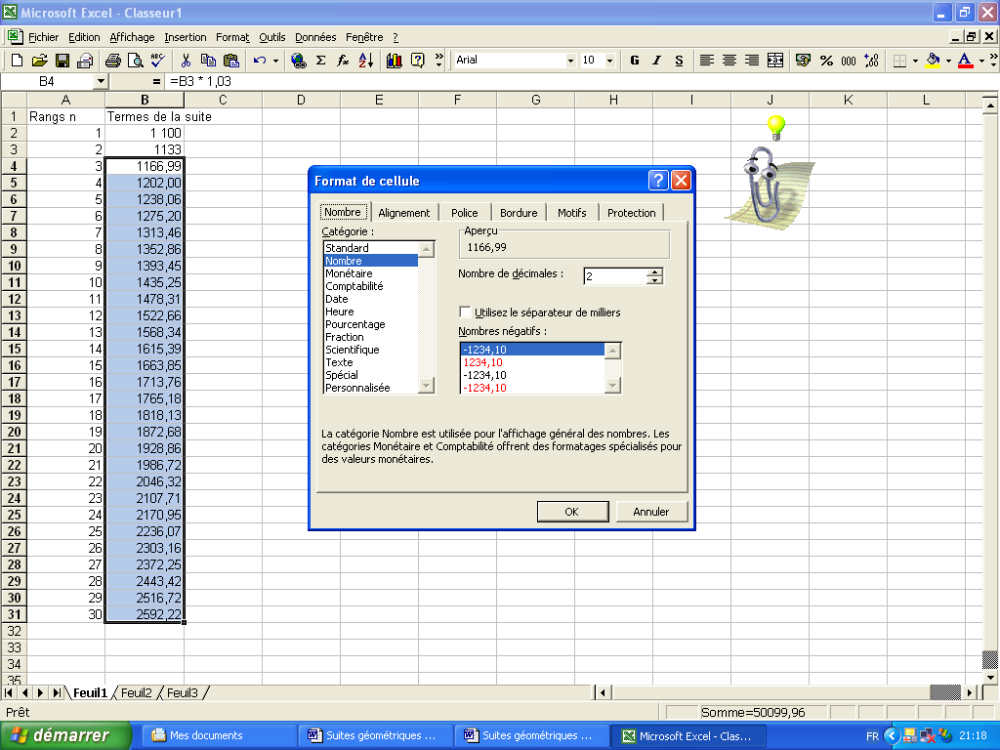 Microsoft Excel - Classeur1
Fichier Edition Affichage Insertion Format Outils Données Fenêtre ?
Arial 10 G I S % 000
B4 = =B3 * 1,03
A B C D E F G H I J K L
1 Rangs n Termes de la suite
2 1 1 100
3 2 1133
4 3 1166,99
5 4 1202,00
6 5 1238,06
7 6 1275,20
8 7 1313,46
9 8 1352,86
10 9 1393,45
11 10 1435,25
12 11 1478,31
13 12 1522,66
14 13 1568,34
15 14 1615,39
16 15 1663,85
17 16 1713,76
18 17 1765,18
19 18 1818,13
20 19 1872,68
21 20 1928,86
22 21 1986,72
23 22 2046,32
24 23 2107,71
25 24 2170,95
26 25 2236,07
27 26 2303,16
28 27 2372,25
29 28 2443,42
30 29 2516,72
31 30 2592,22
32
33
34
35
Format de cellule
Nombre Alignement Police Bordure Motifs Protection
Catégorie :
Standard
Nombre
Monétaire
Comptabilité
Date
Heure
Pourcentage
Fraction
Scientifique
Texte
Spécial
Personnalisée
Aperçu
1166,99
Nombre de décimales : 2
Utilisez le séparateur de milliers
Nombres négatifs :
-1234,10
1234,10
-1234,10
-1234,10
La catégorie Nombre est utilisée pour l'affichage général des nombres. Les
catégories Monétaire et Comptabilité offrent des formatages spécialisés pour
des valeurs monétaires.
OK Annuler
Feuil1 Feuil2 Feuil3
Prêt Somme=50099,96
démarrer Mes documents Suites géométriques ... Suites géométriques ... Microsoft Excel - Clas... FR 21:18